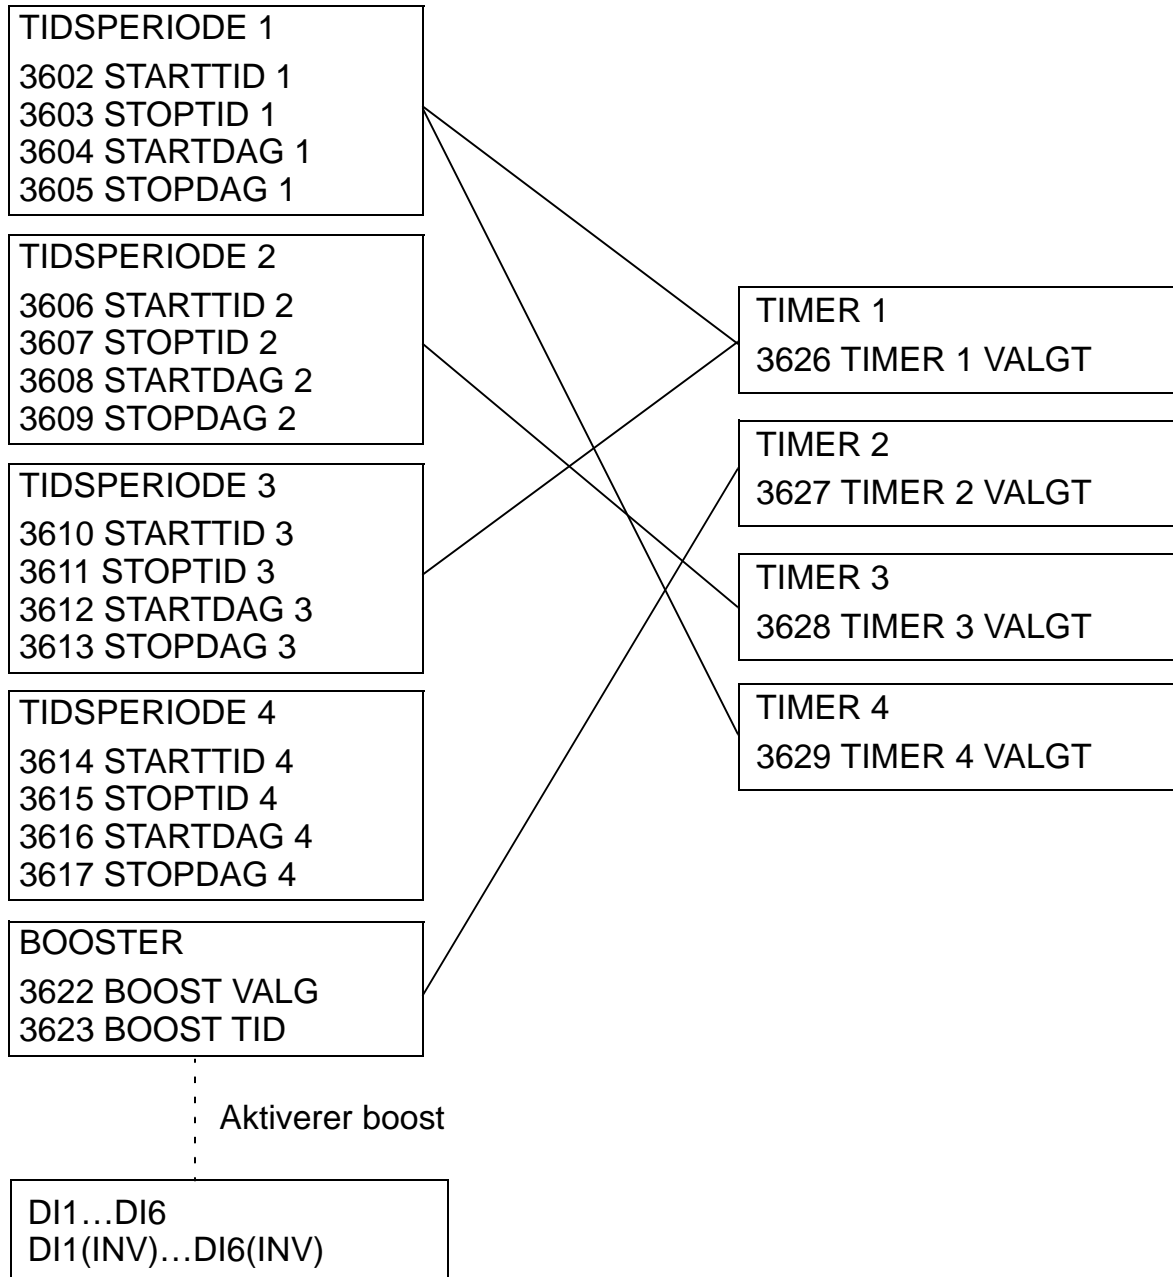 TIDSPERIODE 1
3602 STARTTID 1
3603 STOPTID 1
3604 STARTDAG 1
3605 STOPDAG 1
TIDSPERIODE 2
3606 STARTTID 2
3607 STOPTID 2
3608 STARTDAG 2
3609 STOPDAG 2
TIDSPERIODE 3
3610 STARTTID 3
3611 STOPTID 3
3612 STARTDAG 3
3613 STOPDAG 3
TIDSPERIODE 4
3614 STARTTID 4
3615 STOPTID 4
3616 STARTDAG 4
3617 STOPDAG 4
BOOSTER
3622 BOOST VALG
3623 BOOST TID
Aktiverer boost
DI1…DI6
DI1(INV)…DI6(INV)
TIMER 1
3626 TIMER 1 VALGT
TIMER 2
3627 TIMER 2 VALGT
TIMER 3
3628 TIMER 3 VALGT
TIMER 4
3629 TIMER 4 VALGT